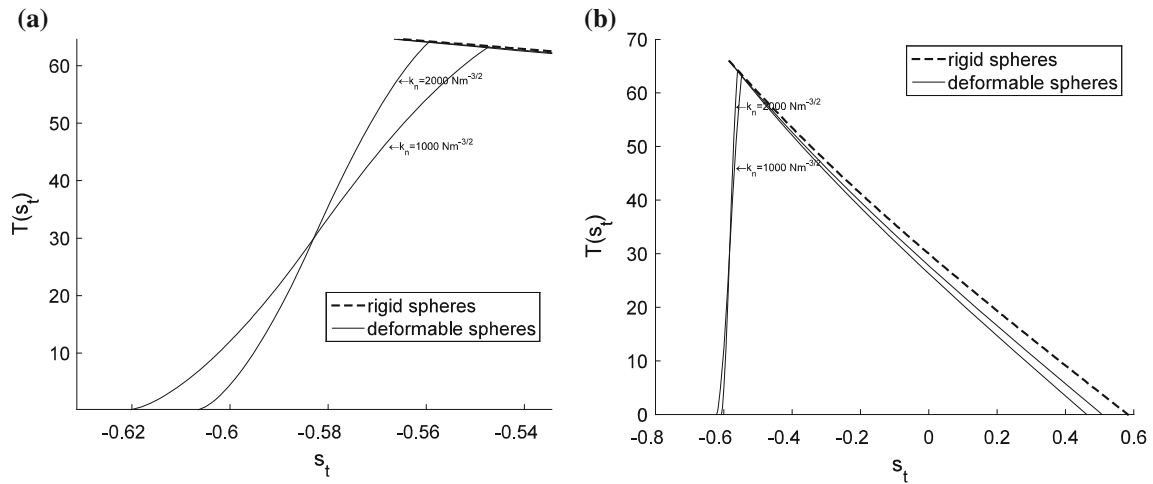 (a)
60
50
40
30
20
10
T(s_t)
←k_n=2000 Nm^{-3/2}
←k_n=1000 Nm^{-3/2}
rigid spheres
deformable spheres
-0.62 -0.6 -0.58 -0.56 -0.54
s_t
(b)
70
60
50
40
30
20
10
0
T(s_t)
rigid spheres
deformable spheres
←k_n=2000 Nm^{-3/2}
←k_n=1000 Nm^{-3/2}
-0.8 -0.6 -0.4 -0.2 0 0.2 0.4 0.6
s_t